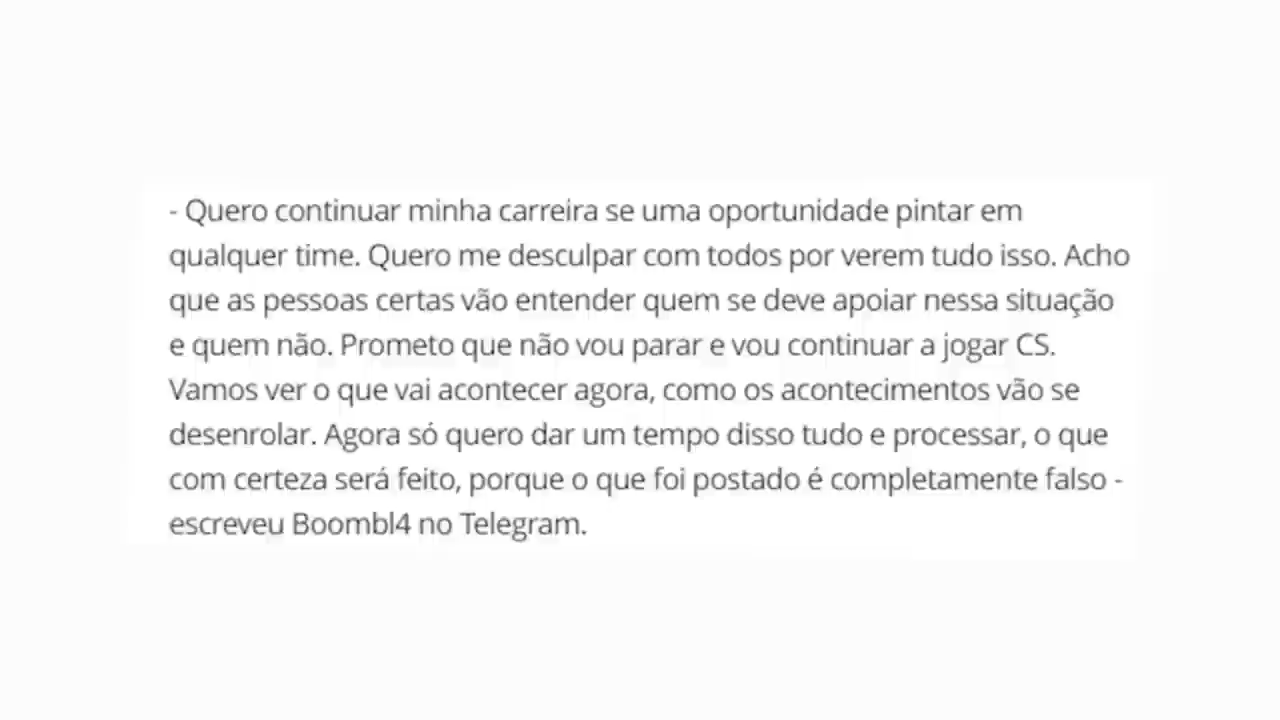 - Quero continuar minha carreira se uma oportunidade pintar em
qualquer time. Quero me desculpar com todos por verem tudo isso. Acho
que as pessoas certas vão entender quem se deve apoiar nessa situação
e quem não. Prometo que não vou parar e vou continuar a jogar CS.
Vamos ver o que vai acontecer agora, como os acontecimentos vão se
desenrolar. Agora só quero dar um tempo disso tudo e processar, o que
com certeza será feito, porque o que foi postado é completamente falso -
escreveu Boombl4 no Telegram.